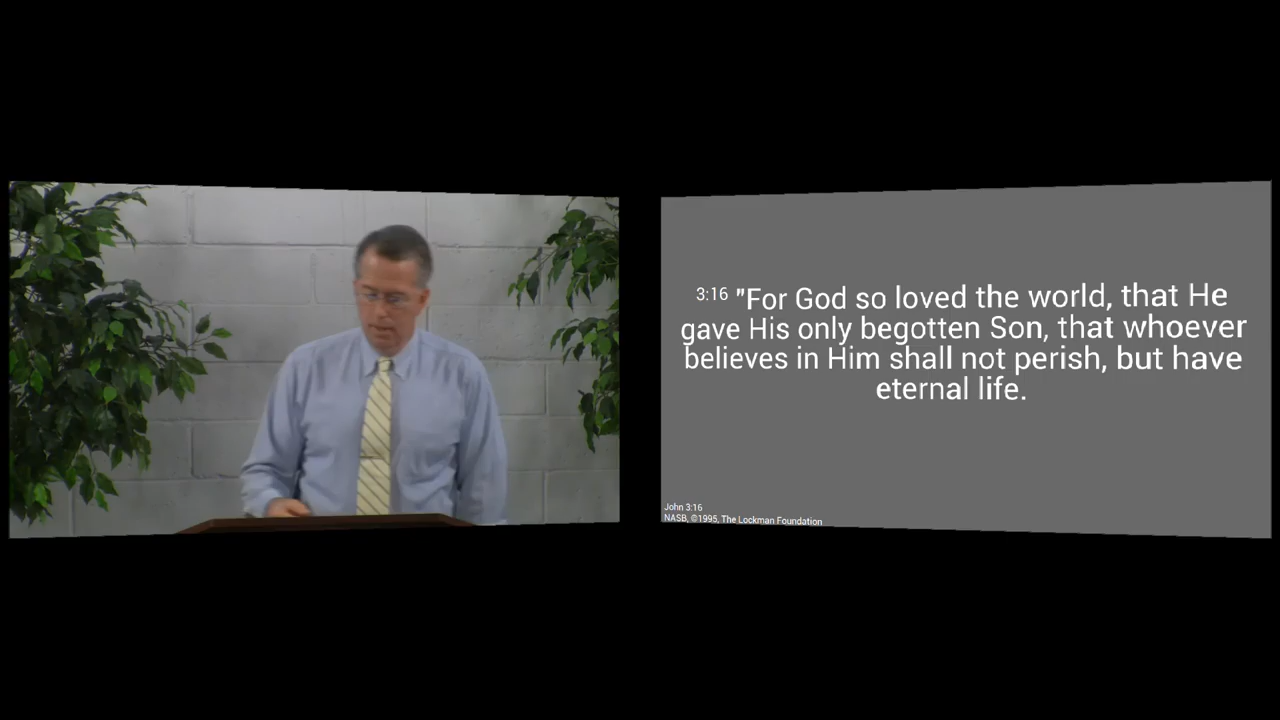 3:16 "For God so loved the world, that He
gave His only begotten Son, that whoever
believes in Him shall not perish, but have
eternal life.
John 3:16
NASB, ©1995, The Lockman Foundation